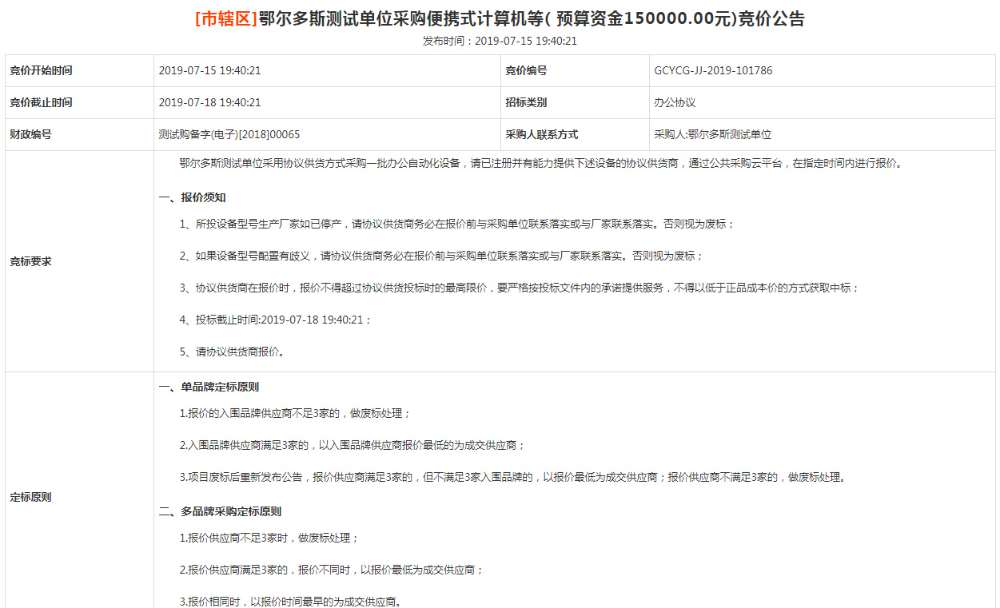 [市辖区]鄂尔多斯测试单位采购便携式计算机等( 预算资金150000.00元)竞价公告
发布时间：2019-07-15 19:40:21
竞价开始时间 2019-07-15 19:40:21 竞价编号 GCYCG-JJ-2019-101786
竞价截止时间 2019-07-18 19:40:21 招标类别 办公协议
财政编号 测试购备字(电子)[2018]00065 采购人联系方式 采购人:鄂尔多斯测试单位
鄂尔多斯测试单位采用协议供货方式采购一批办公自动化设备，请已注册并有能力提供下述设备的协议供货商，通过公共采购云平台，在指定时间内进行报价。
一、报价须知
1、所投设备型号生产厂家如已停产，请协议供货商务必在报价前与采购单位联系落实或与厂家联系落实。否则视为废标；
竞标要求
2、如果设备型号配置有歧义，请协议供货商务必在报价前与采购单位联系落实或与厂家联系落实。否则视为废标；
3、协议供货商在报价时，报价不得超过协议供货投标时的最高限价，要严格按投标文件内的承诺提供服务，不得以低于正品成本价的方式获取中标；
4、投标截止时间:2019-07-18 19:40:21；
5、请协议供货商报价。
一、单品牌定标原则
1.报价的入围品牌供应商不足3家的，做废标处理；
2.入围品牌供应商满足3家的，以入围品牌供应商报价最低的为成交供应商；
3.项目废标后重新发布公告，报价供应商满足3家的，但不满足3家入围品牌的，以报价最低为成交供应商；报价供应商不满足3家的，做废标处理。
定标原则
二、多品牌采购定标原则
1.报价供应商不足3家时，做废标处理；
2.报价供应商满足3家的，报价不同时，以报价最低为成交供应商；
3.报价相同时，以报价时间最早的为成交供应商。